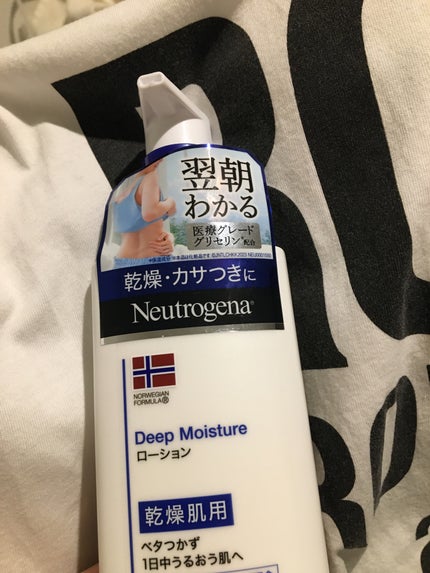 翌朝
わかる
医療グレード
グリセリン*配合
乾燥・カサつきに
Neutrogena®
NORWEGIAN
FORMULA®
Deep Moisture
ローション
乾燥肌用
ベタつかず
1日中うるおう肌へ